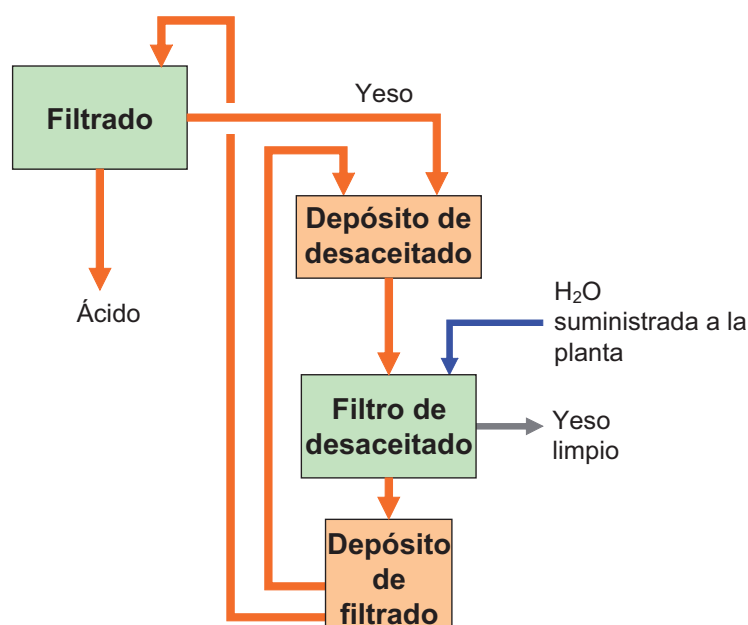 Filtrado
Yeso
Depósito de
desaceitado
Ácido
H₂O
suministrada a la
planta
Filtro de
desaceitado
Yeso
limpio
Depósito
de
filtrado